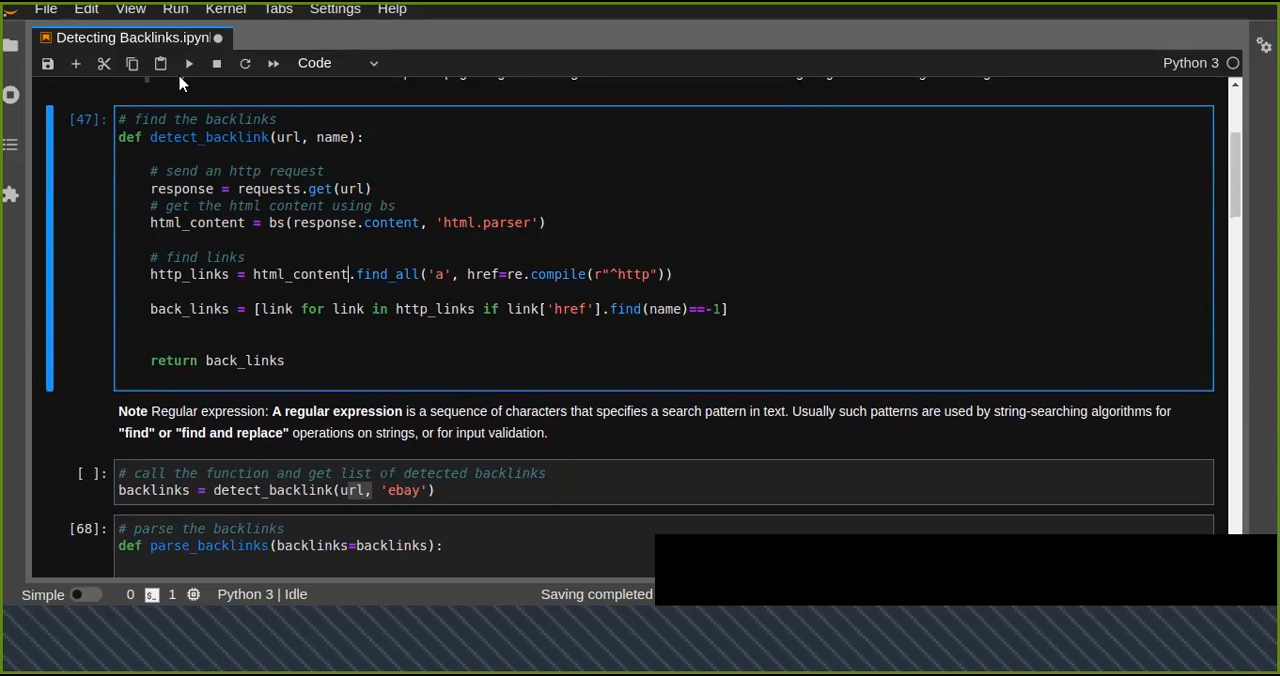 File Edit View Run Kernel Tabs Settings Help
Detecting Backlinks.ipynl
Code
Python 3
[47]:
# find the backlinks
def detect_backlink(url, name):
# send an http request
response = requests.get(url)
# get the html content using bs
html_content = bs(response.content, 'html.parser')
# find links
http_links = html_content.find_all('a', href=re.compile(r"^http"))
back_links = [link for link in http_links if link['href'].find(name)==-1]
return back_links
Note Regular expression: A regular expression is a sequence of characters that specifies a search pattern in text. Usually such patterns are used by string-searching algorithms for
"find" or "find and replace" operations on strings, or for input validation.
[ ]:
# call the function and get list of detected backlinks
backlinks = detect_backlink(url, 'ebay')
[68]:
# parse the backlinks
def parse_backlinks(backlinks=backlinks):
Simple 0 1 Python 3 | Idle Saving completed